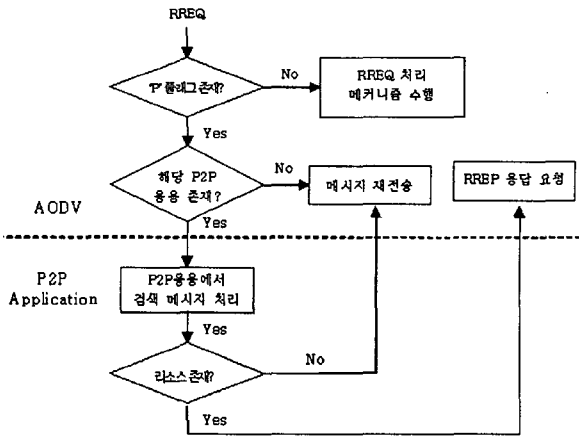 RREQ
'P' 플래그 존재?
No
RREQ 처리
메커니즘 수행
Yes
해당 P2P
응용 존재?
No
메시지 재전송
RREP 응답 요청
AODV
Yes
P2P
Application
P2P응용에서
검색 메시지 처리
Yes
리소스 존재?
No
Yes